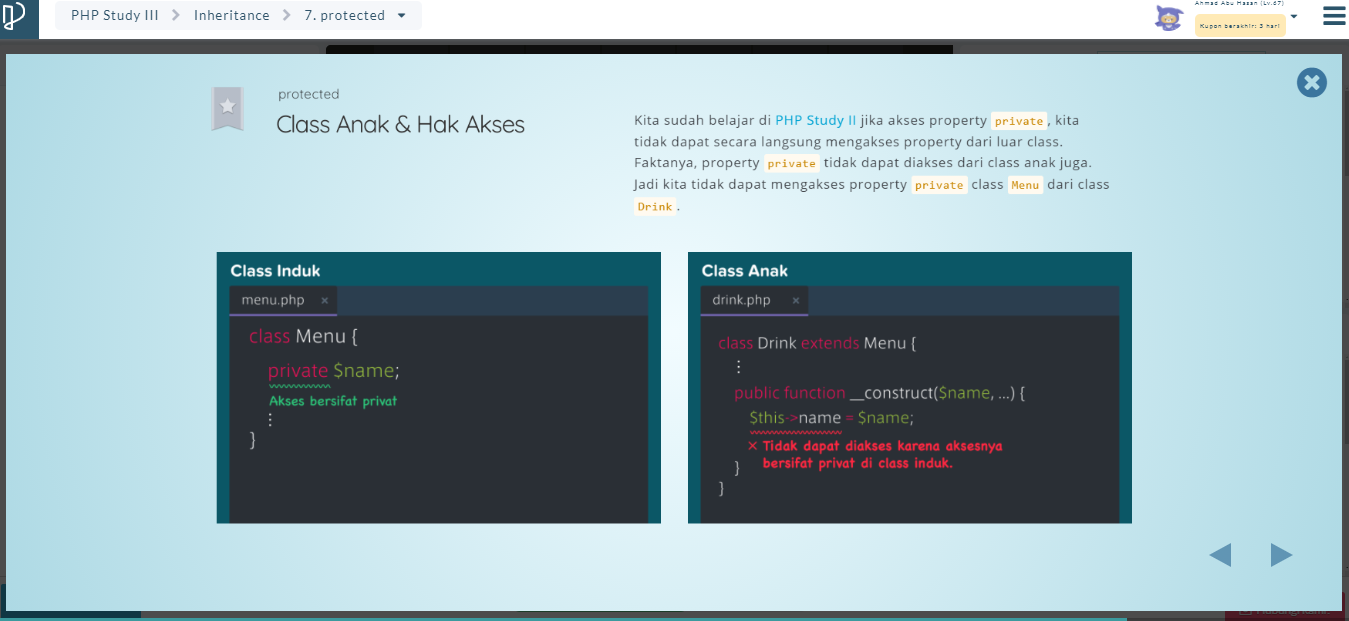 PHP Study III > Inheritance > 7. protected
Ahmad Abu Hasan (Lv.67)
Kupon berakhir: 3 hari
protected
Class Anak & Hak Akses
Kita sudah belajar di PHP Study II jika akses property private, kita
tidak dapat secara langsung mengakses property dari luar class.
Faktanya, property private tidak dapat diakses dari class anak juga.
Jadi kita tidak dapat mengakses property private class Menu dari class
Drink.
Class Induk
menu.php ×
class Menu {
private $name;
Akses bersifat privat
⋮
}
Class Anak
drink.php ×
class Drink extends Menu {
⋮
public function __construct($name, ...) {
$this->name = $name;
× Tidak dapat diakses karena aksesnya
bersifat privat di class induk.
}
}